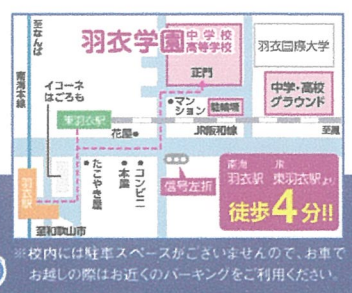 至なんば
南海本線
羽衣学園中学校
高等学校
羽衣国際大学
正門
イコーネ
はごろも
マン
ション
駐輪場
中学・高校
グラウンド
東羽衣駅
花屋
JR阪和線
至鳳
たこやき屋
本屋
コンビニ
信号左折
羽衣駅
至和歌山市
南海 JR
羽衣駅 東羽衣駅より
徒歩4分!!
※校内には駐車スペースがございませんので、お車で
お越しの際はお近くのパーキングをご利用ください。